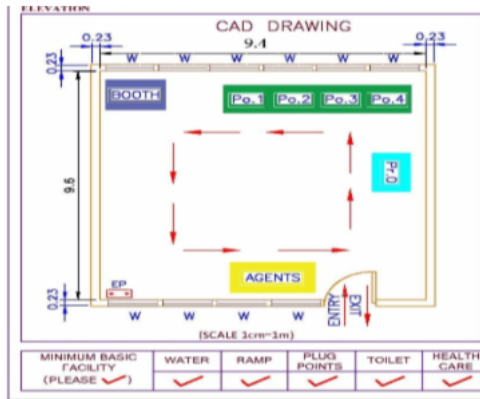 ELEVATION
CAD DRAWING
0.23 9.4 0.23
0.23 W W W W W W
BOOTH Po.1 Po.2 Po.3 Po.4
Pr.O
9.6
EP AGENTS
0.23
W W W W ENTRY EXIT
(SCALE 1cm=1m)
MINIMUM BASIC FACILITY (PLEASE ✓) WATER RAMP PLUG POINTS TOILET HEALTH CARE
✓ ✓ ✓ ✓ ✓